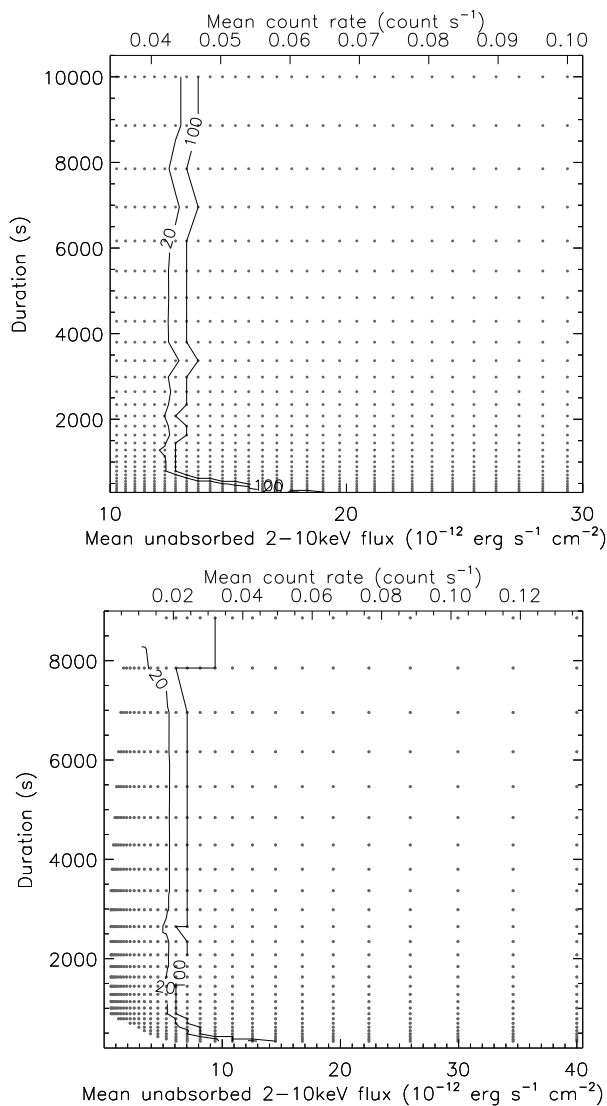 Mean count rate (count s⁻¹)
0.04 0.05 0.06 0.07 0.08 0.09 0.10
10000
8000
6000
4000
2000
Duration (s)
100
20
100
10 20 30
Mean unabsorbed 2−10keV flux (10⁻¹² erg s⁻¹ cm⁻²)
Mean count rate (count s⁻¹)
0.02 0.04 0.06 0.08 0.10 0.12
8000
6000
4000
2000
Duration (s)
20
100
20
10 20 30 40
Mean unabsorbed 2−10keV flux (10⁻¹² erg s⁻¹ cm⁻²)